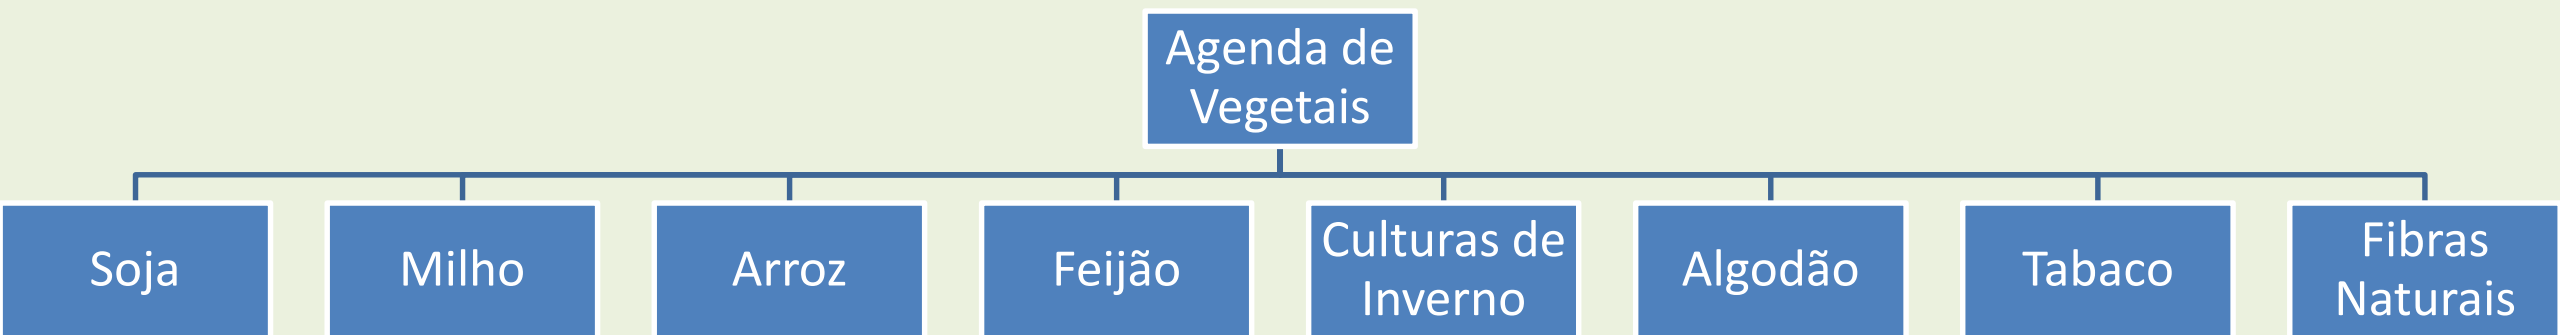 Agenda de
Vegetais
Soja
Milho
Arroz
Feijão
Culturas de
Inverno
Algodão
Tabaco
Fibras
Naturais